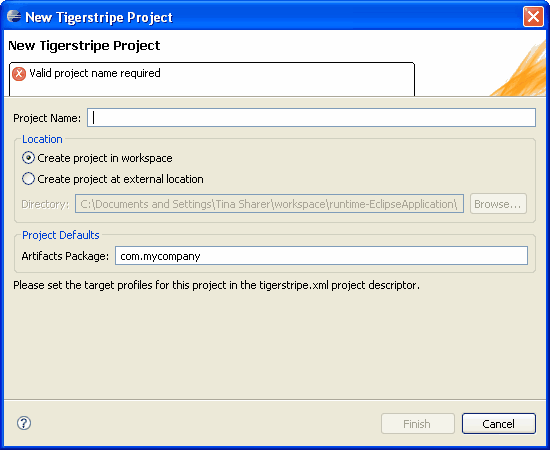 New Tigerstripe Project
New Tigerstripe Project
Valid project name required
Project Name:
Location
Create project in workspace
Create project at external location
Directory: C:\Documents and Settings\Tina Sharer\workspace\runtime-EclipseApplication\ Browse...
Project Defaults
Artifacts Package: com.mycompany
Please set the target profiles for this project in the tigerstripe.xml project descriptor.
? Finish Cancel